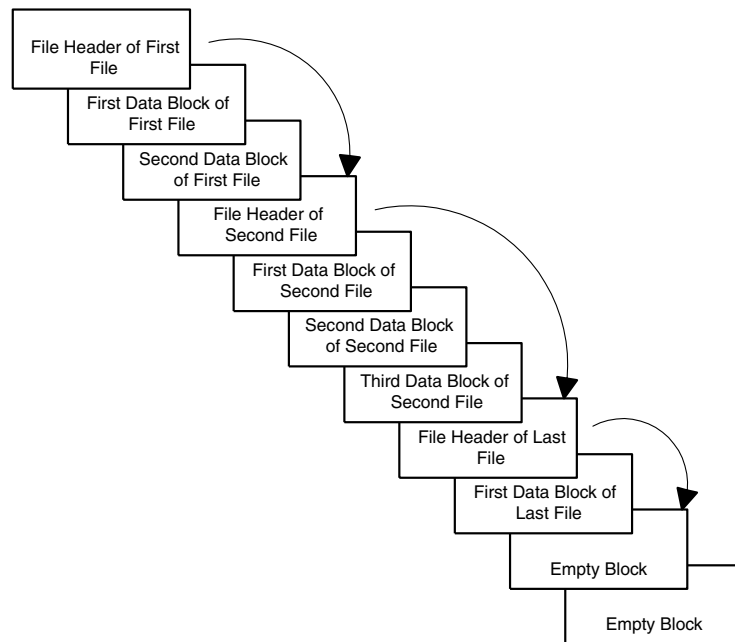 File Header of First
File
First Data Block of
First File
Second Data Block
of First File
File Header of
Second File
First Data Block of
Second File
Second Data Block
of Second File
Third Data Block of
Second File
File Header of Last
File
First Data Block of
Last File
Empty Block
Empty Block